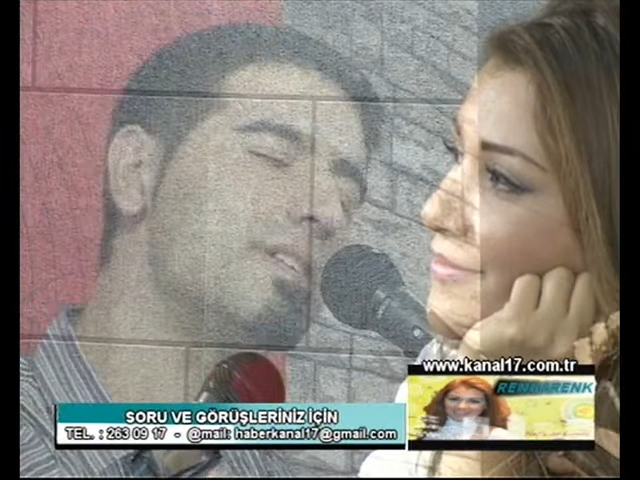 www.kanal17.com.tr
RENGARENK
SORU VE GÖRÜŞLERİNİZ İÇİN
TEL. : 263 09 17 - @mail: haberkanal17@gmail.com